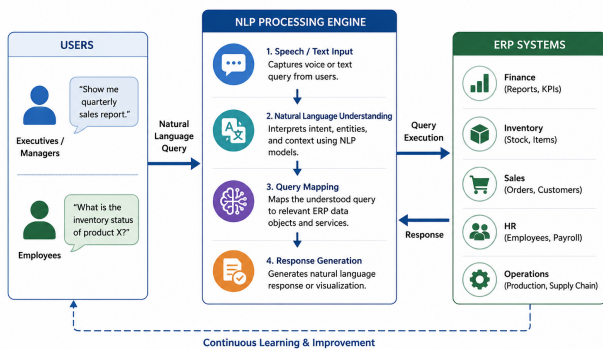 USERS
"Show me
quarterly
sales report."
Executives /
Managers
"What is the
inventory status
of product X?"
Employees
Natural
Language
Query
NLP PROCESSING ENGINE
1. Speech / Text Input
Captures voice or text
query from users.
2. Natural Language Understanding
Interprets intent, entities,
and context using NLP
models.
3. Query Mapping
Maps the understood query
to relevant ERP data
objects and services.
4. Response Generation
Generates natural language
response or visualization.
Query
Execution
Response
ERP SYSTEMS
Finance
(Reports, KPIs)
Inventory
(Stock, Items)
Sales
(Orders, Customers)
HR
(Employees, Payroll)
Operations
(Production, Supply Chain)
Continuous Learning & Improvement